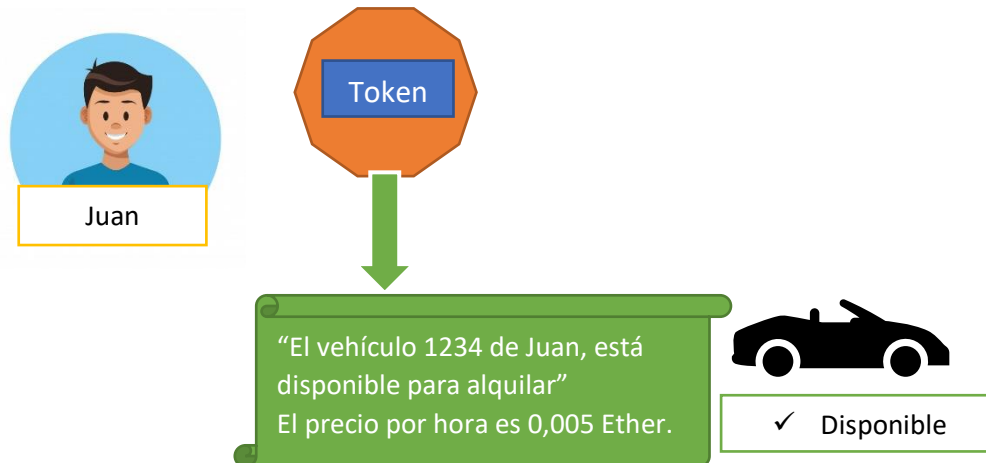 Token
Juan
“El vehículo 1234 de Juan, está
disponible para alquilar”
El precio por hora es 0,005 Ether.
✓ Disponible